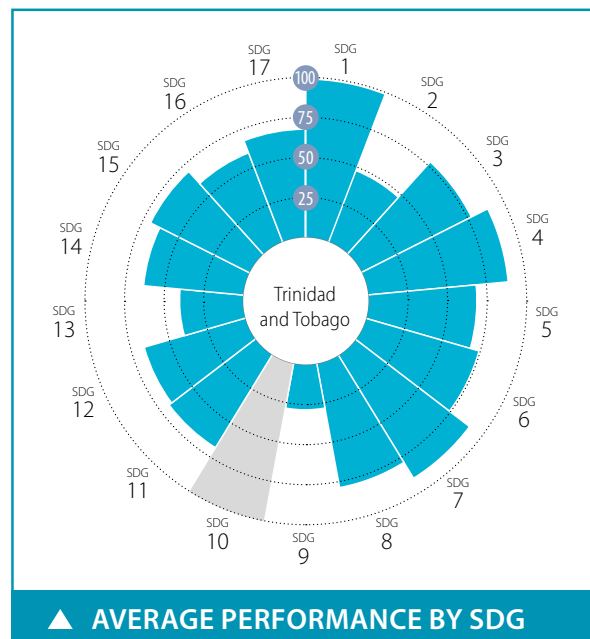 SDG
1
SDG
2
SDG
3
SDG
4
SDG
5
SDG
6
SDG
7
SDG
8
SDG
9
SDG
10
SDG
11
SDG
12
SDG
13
SDG
14
SDG
15
SDG
16
SDG
17
100
75
50
25
Trinidad
and Tobago
▲ AVERAGE PERFORMANCE BY SDG